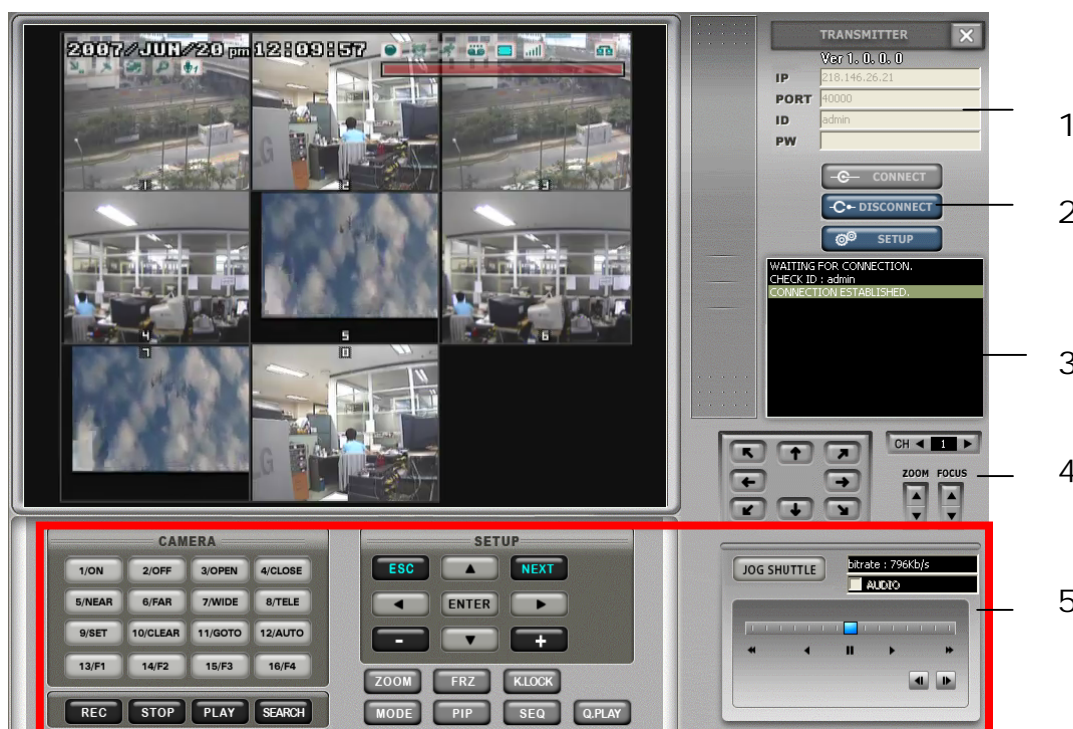 2007/JUN/20 pm 12:09:57
1
2
3
4
5
6
7
8
TRANSMITTER
Ver 1. 0. 0. 0
IP 218.146.26.21
PORT 40000
ID admin
PW
CONNECT
DISCONNECT
SETUP
WAITING FOR CONNECTION.
CHECK ID : admin
CONNECTION ESTABLISHED.
CH 1
ZOOM FOCUS
1
2
3
4
5
CAMERA
1/ON 2/OFF 3/OPEN 4/CLOSE
5/NEAR 6/FAR 7/WIDE 8/TELE
9/SET 10/CLEAR 11/GOTO 12/AUTO
13/F1 14/F2 15/F3 16/F4
REC STOP PLAY SEARCH
SETUP
ESC NEXT
ENTER
- +
ZOOM FRZ K.LOCK
MODE PIP SEQ Q.PLAY
JOG SHUTTLE
bitrate : 796Kb/s
AUDIO